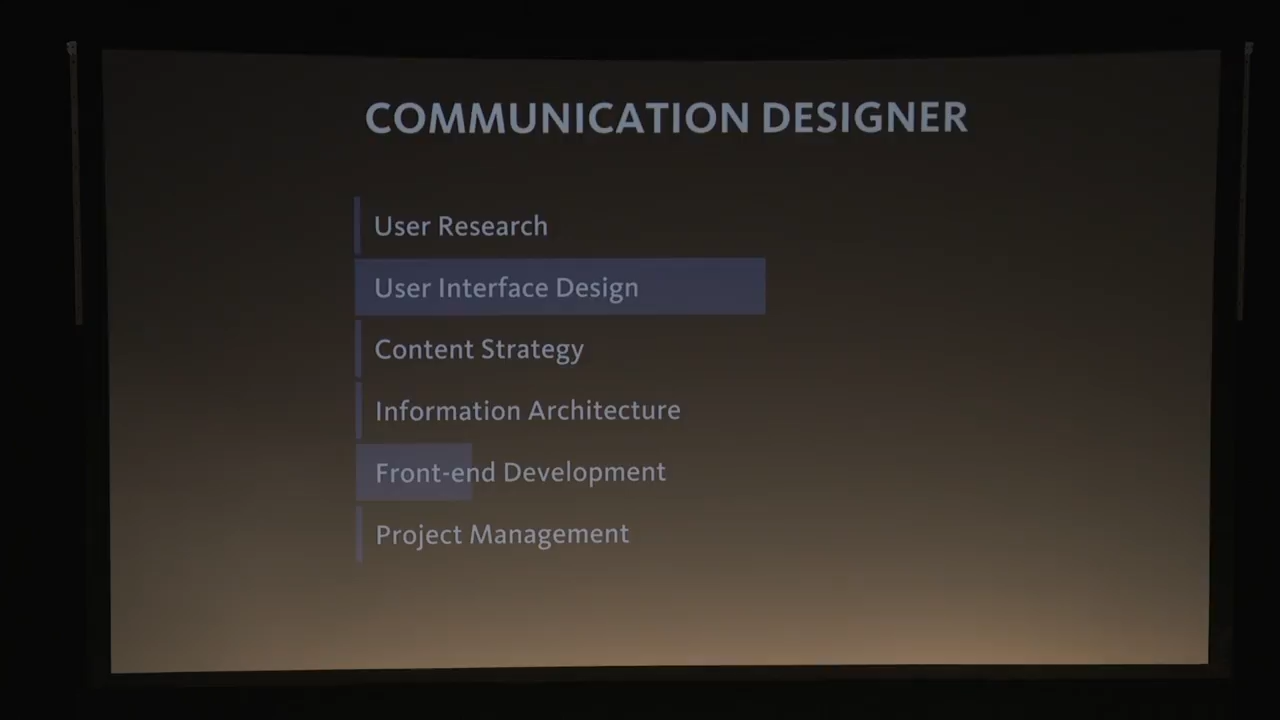 COMMUNICATION DESIGNER
User Research
User Interface Design
Content Strategy
Information Architecture
Front-end Development
Project Management